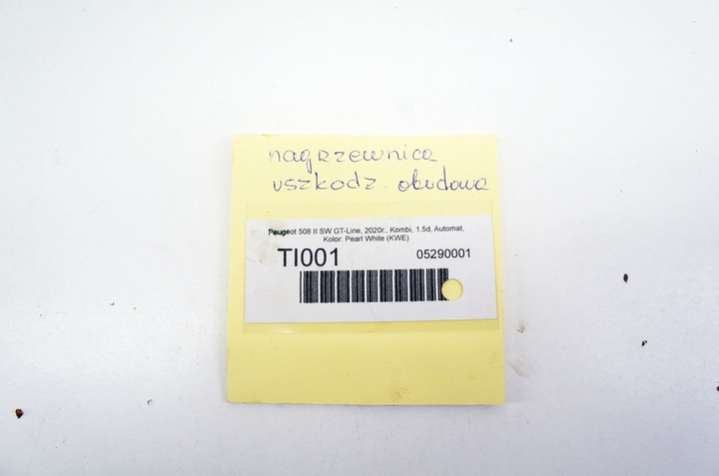 nagrzewnica
uszkodz. obudowa
Peugeot 508 II SW GT-Line, 2020r., Kombi, 1.5d, Automat,
Kolor: Pearl White (KWE)
TI001 05290001